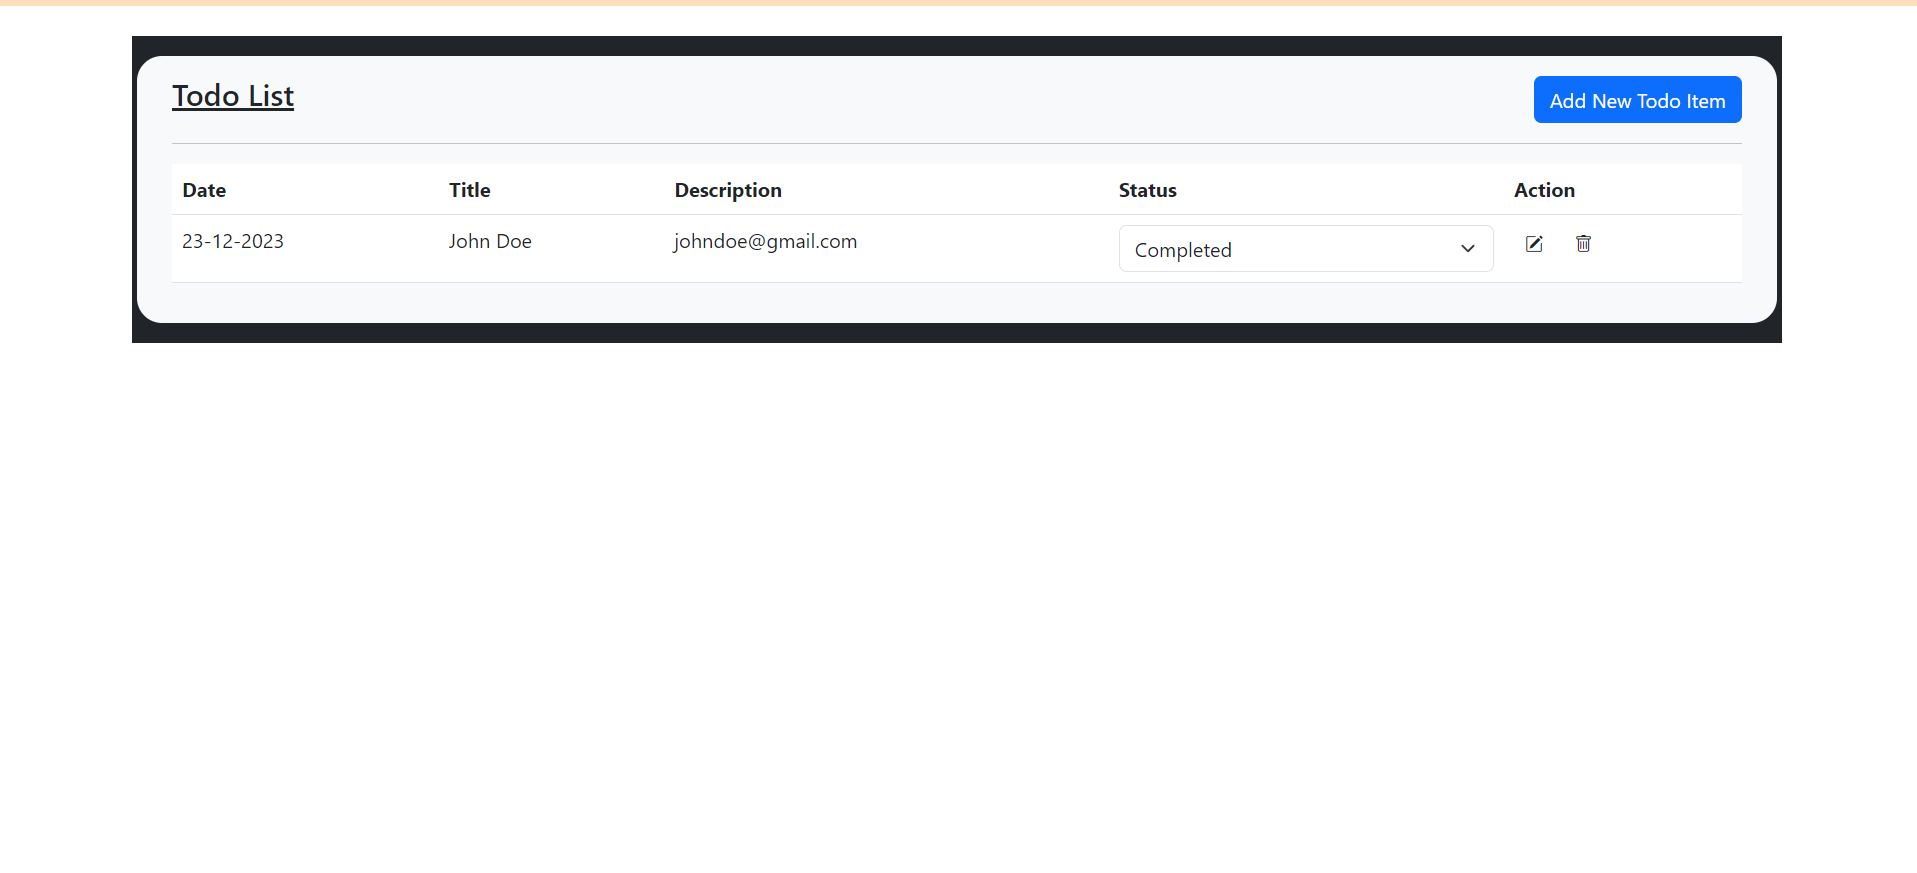 Todo List
Add New Todo Item
Date Title Description Status Action
23-12-2023 John Doe johndoe@gmail.com Completed